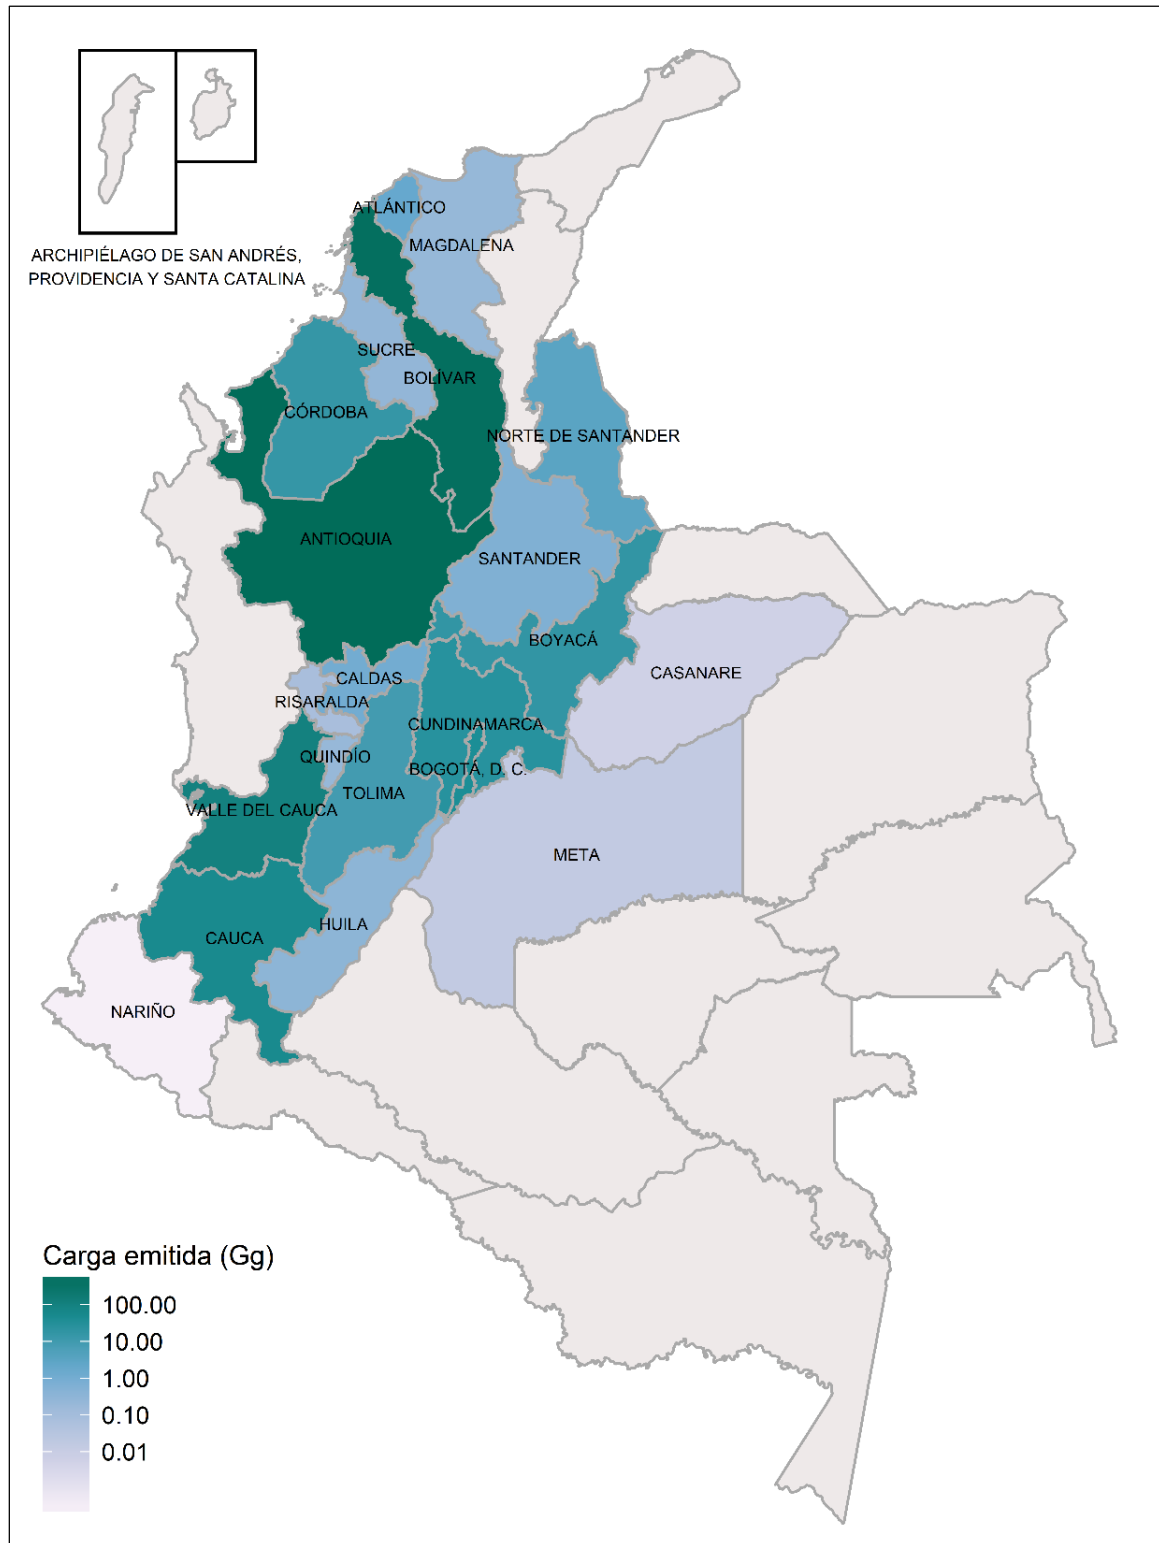 ARCHIPIÉLAGO DE SAN ANDRÉS,
PROVIDENCIA Y SANTA CATALINA
ATLÁNTICO
MAGDALENA
SUCRE
BOLÍVAR
CÓRDOBA
NORTE DE SANTANDER
ANTIOQUIA
SANTANDER
BOYACÁ
CASANARE
CALDAS
RISARALDA
CUNDINAMARCA
QUINDÍO
BOGOTÁ, D. C.
TOLIMA
VALLE DEL CAUCA
META
HUILA
CAUCA
NARIÑO
Carga emitida (Gg)
100.00
10.00
1.00
0.10
0.01